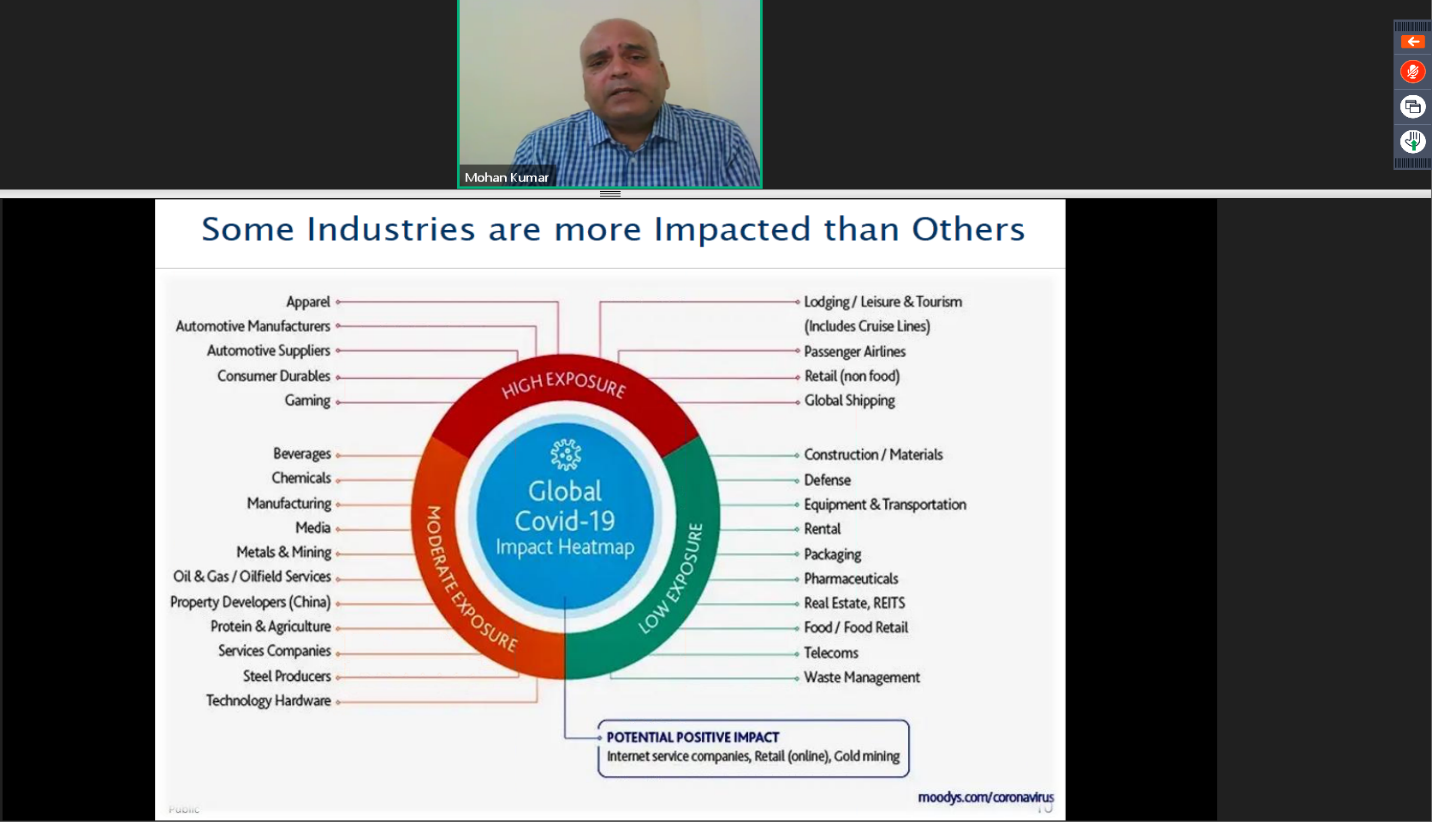 Mohan Kumar
Some Industries are more Impacted than Others
Apparel
Automotive Manufacturers
Automotive Suppliers
Consumer Durables
Gaming
Lodging / Leisure & Tourism
(Includes Cruise Lines)
Passenger Airlines
Retail (non food)
Global Shipping
HIGH EXPOSURE
Beverages
Chemicals
Manufacturing
Media
Metals & Mining
Oil & Gas / Oilfield Services
Property Developers (China)
Protein & Agriculture
Services Companies
Steel Producers
Technology Hardware
MODERATE EXPOSURE
Global
Covid-19
Impact Heatmap
LOW EXPOSURE
Construction / Materials
Defense
Equipment & Transportation
Rental
Packaging
Pharmaceuticals
Real Estate, REITS
Food / Food Retail
Telecoms
Waste Management
POTENTIAL POSITIVE IMPACT
Internet service companies, Retail (online), Gold mining
moodys.com/coronavirus
Public